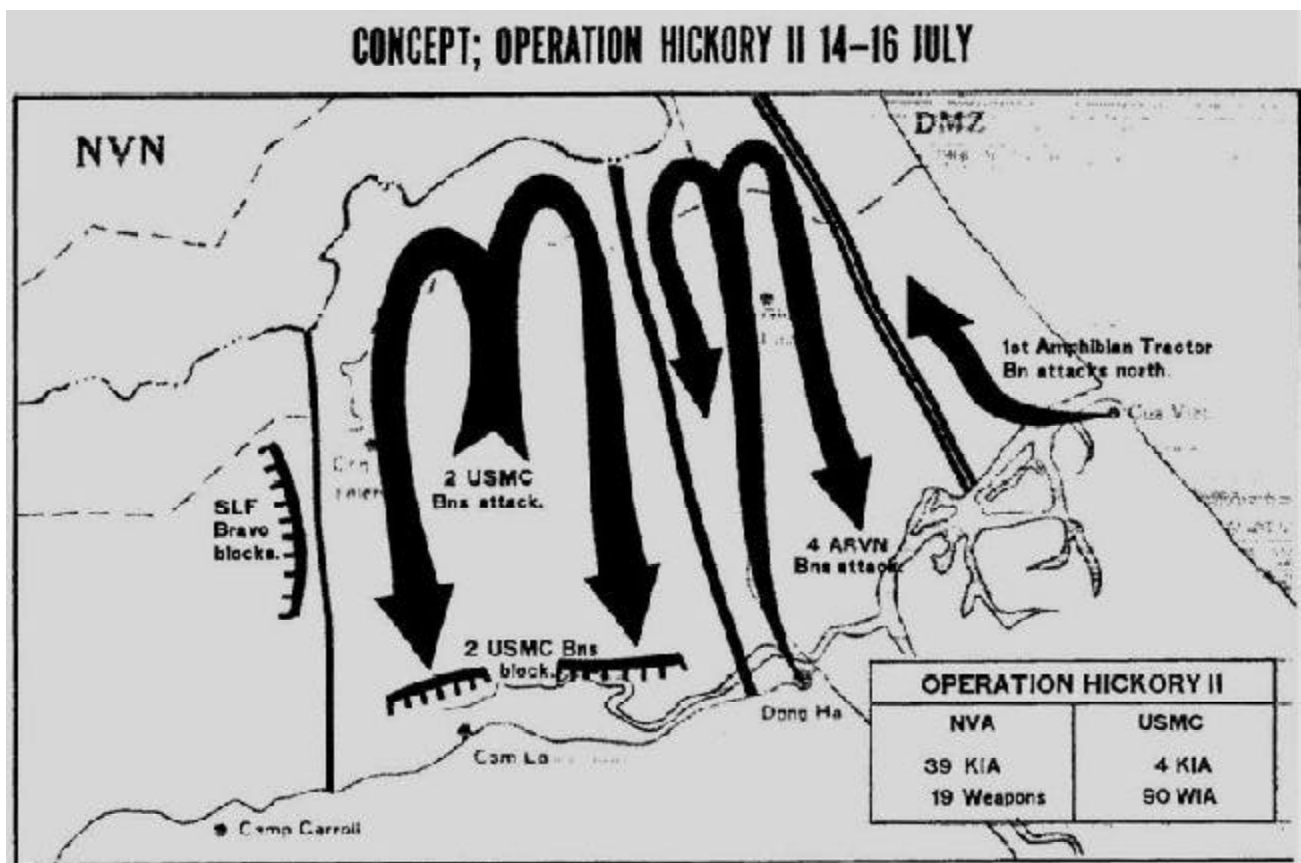 CONCEPT; OPERATION HICKORY II 14–16 JULY
NVN
DMZ
1st Amphibian Tractor
Bn attacks north.
Cua Viet
2 USMC
Bns attack.
SLF
Bravo
blocks.
4 ARVN
Bns attack.
2 USMC Bns
block.
Dong Ha
Cam Lo
Camp Carroll
OPERATION HICKORY II
NVA
USMC
39 KIA
4 KIA
19 Weapons
90 WIA